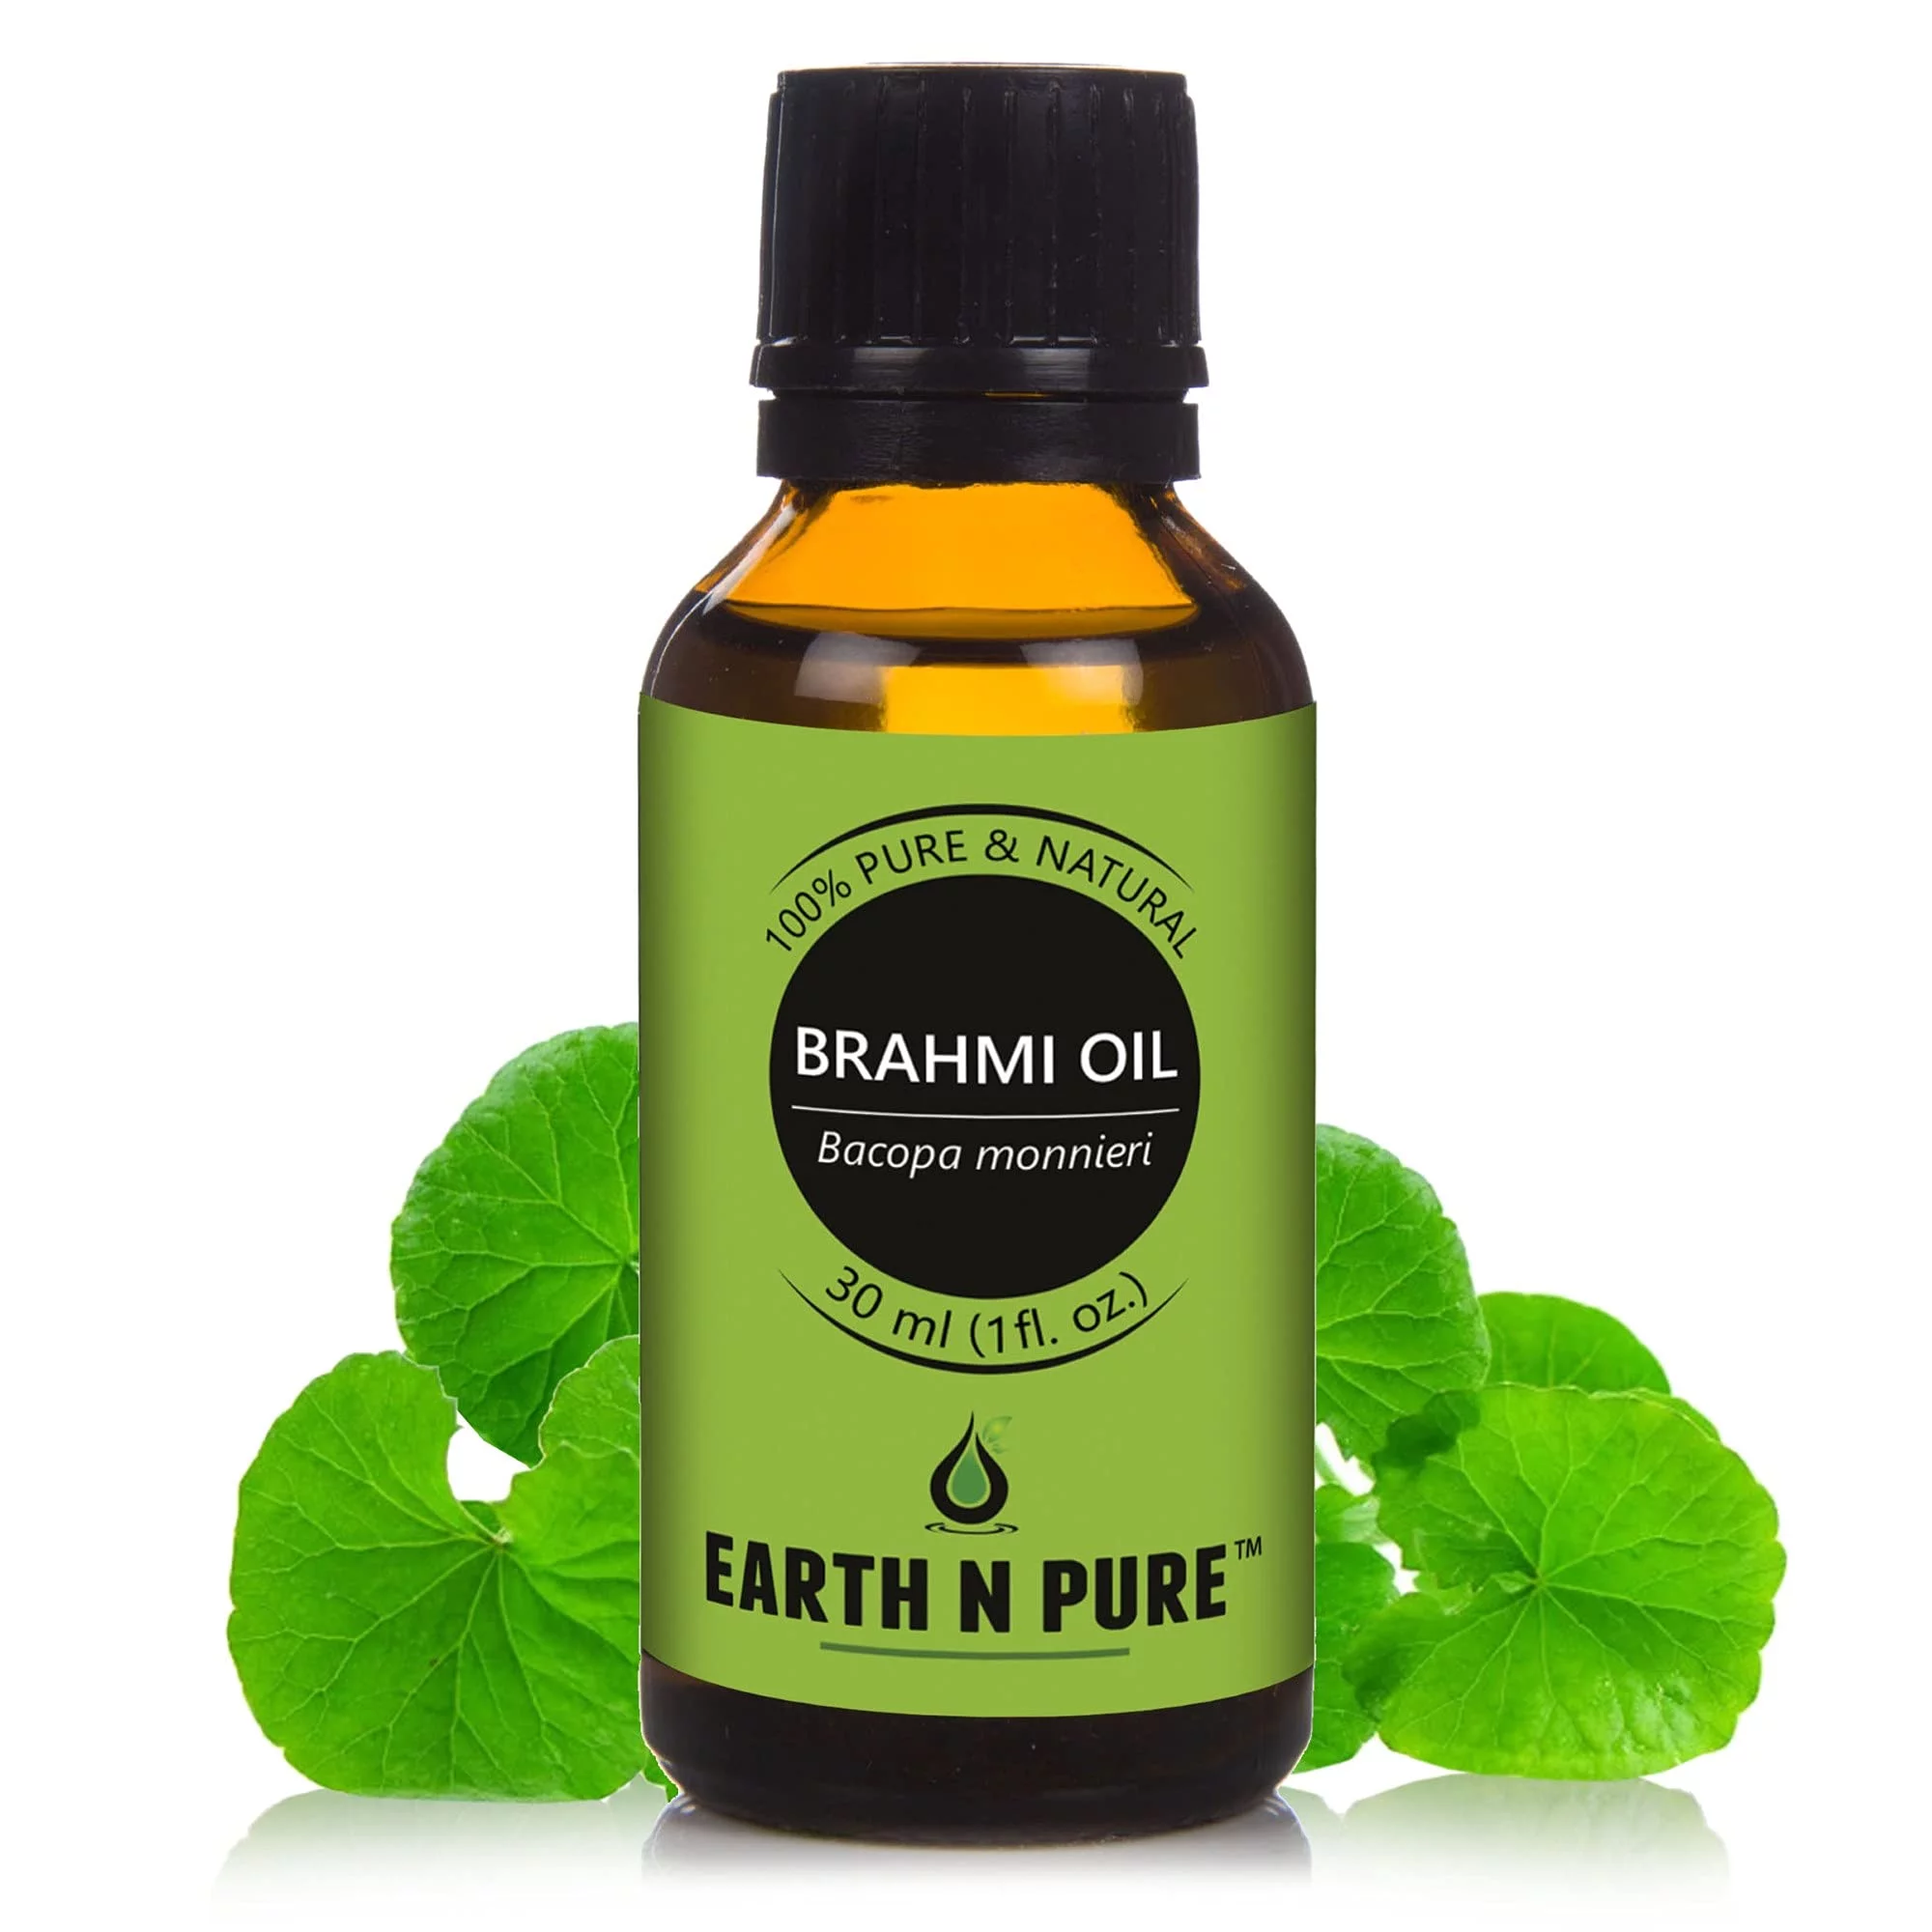 100% PURE & NATURAL
BRAHMI OIL
Bacopa monnieri
30 ml (1fl. oz.)
EARTH N PURE™